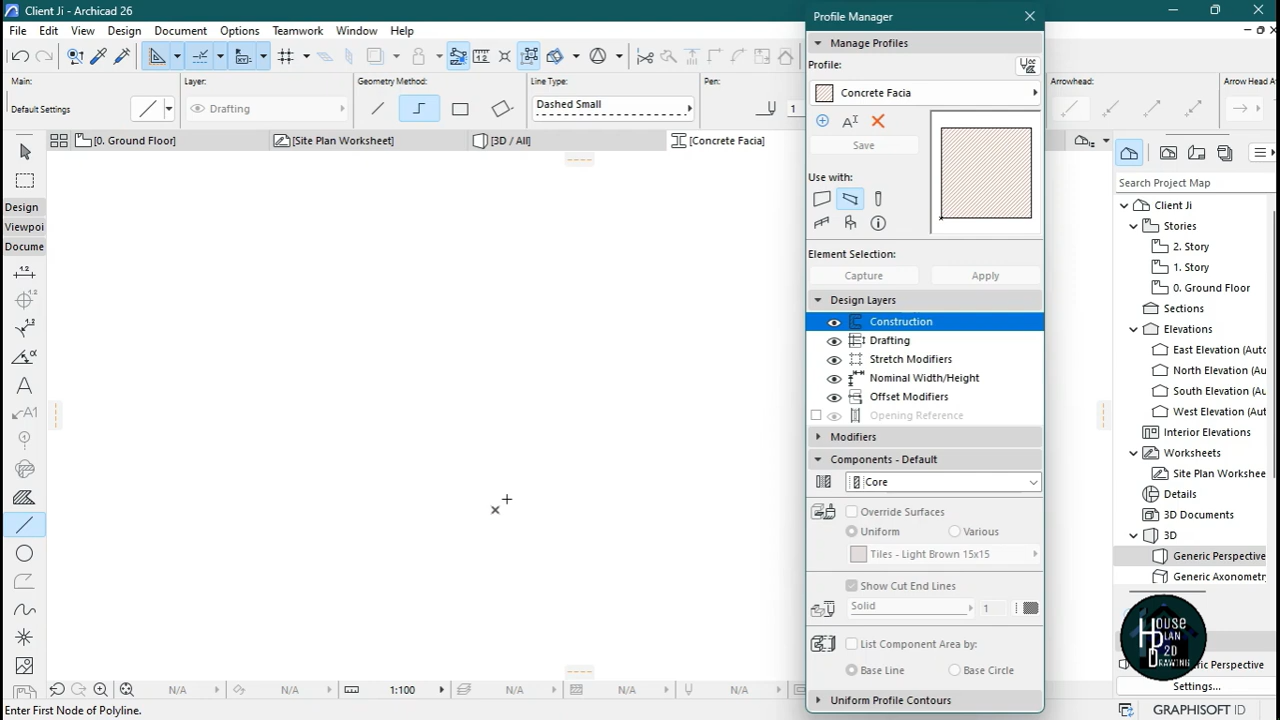 Client Ji - Archicad 26
Profile Manager
File Edit View Design Document Options Teamwork Window Help
Manage Profiles
Main:
Layer:
Geometry Method:
Line Type:
Pen:
Profile:
Arrowhead:
Arrow Head
Default Settings
Drafting
Dashed Small
1
Concrete Facia
Save
[0. Ground Floor]
[Site Plan Worksheet]
[3D / All]
[Concrete Facia]
Use with:
Search Project Map
Design
Viewpoi
Docume
Client Ji
Stories
2. Story
1. Story
0. Ground Floor
Sections
Elevations
East Elevation (Auto
North Elevation (Au
South Elevation (Au
West Elevation (Auto
Interior Elevations
Worksheets
Site Plan Workshee
Details
3D Documents
3D
Generic Perspective
Generic Axonometr
Element Selection:
Capture
Apply
Design Layers
Construction
Drafting
Stretch Modifiers
Nominal Width/Height
Offset Modifiers
Opening Reference
Modifiers
Components - Default
Core
Override Surfaces
Uniform
Various
Tiles - Light Brown 15x15
Show Cut End Lines
Solid
1
List Component Area by:
Base Line
Base Circle
Uniform Profile Contours
HOUSE
PLAN
2D
DRAWING
Generic Perspective
Settings...
N/A
N/A
1:100
N/A
N/A
N/A
Enter First Node of Polyline.
GRAPHISOFT ID